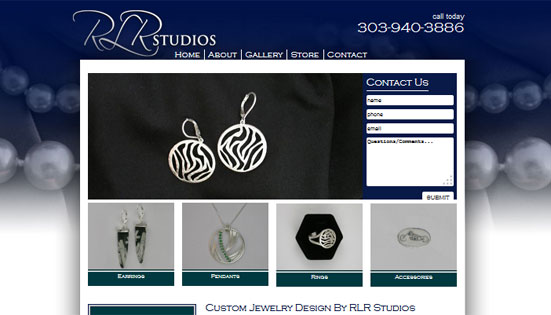 RLR STUDIOS
call today
303-940-3886
HOME | ABOUT | GALLERY | STORE | CONTACT
CONTACT US
name
phone
email
Questions/Comments...
SUBMIT
EARRINGS
PENDANTS
RINGS
ACCESSORIES
CUSTOM JEWELRY DESIGN BY RLR STUDIOS